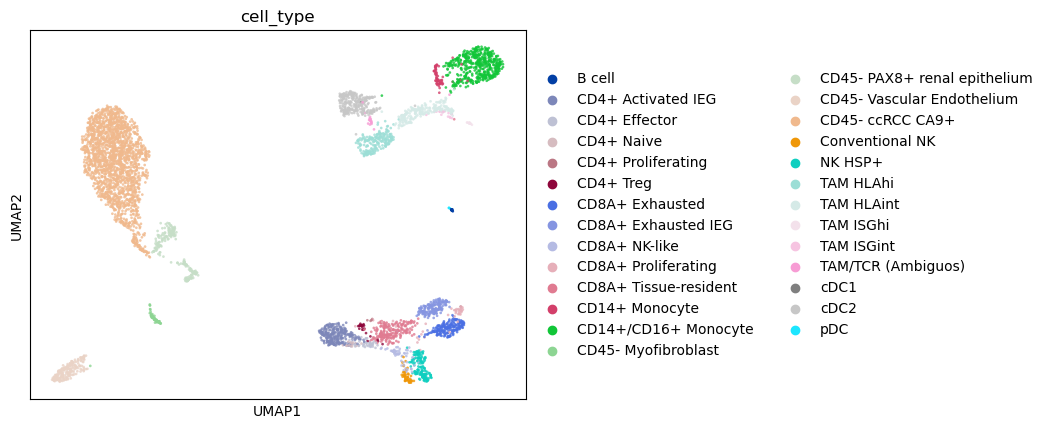 cell_type
UMAP2
UMAP1
B cell
CD4+ Activated IEG
CD4+ Effector
CD4+ Naive
CD4+ Proliferating
CD4+ Treg
CD8A+ Exhausted
CD8A+ Exhausted IEG
CD8A+ NK-like
CD8A+ Proliferating
CD8A+ Tissue-resident
CD14+ Monocyte
CD14+/CD16+ Monocyte
CD45- Myofibroblast
CD45- PAX8+ renal epithelium
CD45- Vascular Endothelium
CD45- ccRCC CA9+
Conventional NK
NK HSP+
TAM HLAhi
TAM HLAint
TAM ISGhi
TAM ISGint
TAM/TCR (Ambiguos)
cDC1
cDC2
pDC